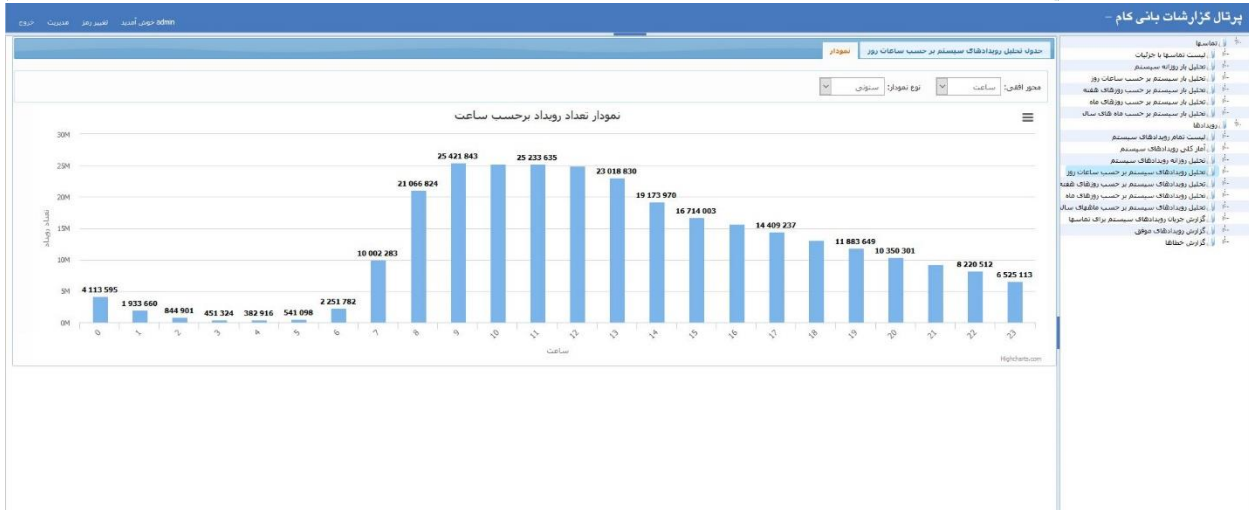 پرتال گزارشات بانی کام –
admin خوش آمدید تغییر رمز مدیریت خروج
تماسها
لیست تماسها با جزئیات
تحلیل بار روزانه سیستم
تحلیل بار سیستم بر حسب ساعات روز
تحلیل بار سیستم بر حسب روزهای هفته
تحلیل بار سیستم بر حسب روزهای ماه
تحلیل بار سیستم بر حسب ماه های سال
رویدادها
لیست تمام رویدادهای سیستم
آمار کلی رویدادهای سیستم
تحلیل روزانه رویدادهای سیستم
تحلیل رویدادهای سیستم بر حسب ساعات روز
تحلیل رویدادهای سیستم بر حسب روزهای هفته
تحلیل رویدادهای سیستم بر حسب روزهای ماه
تحلیل رویدادهای سیستم بر حسب ماههای سال
گزارش جریان رویدادهای سیستم برای تماسها
گزارش رویدادهای موفق
گزارش خطاها
جدول تحلیل رویدادهای سیستم بر حسب ساعات روز نمودار
محور افقی: ساعت نوع نمودار: ستونی
نمودار تعداد رویداد برحسب ساعت
تعداد رویداد
30M
25M
20M
15M
10M
5M
0M
4 113 595
1 933 660
844 901
451 324
382 916
541 098
2 251 782
10 002 283
21 066 824
25 421 843
25 233 635
23 018 830
19 173 970
16 714 003
14 409 237
11 883 649
10 350 301
8 220 512
6 525 113
0 1 2 3 4 5 6 7 8 9 10 11 12 13 14 15 16 17 18 19 20 21 22 23
ساعت
Highcharts.com